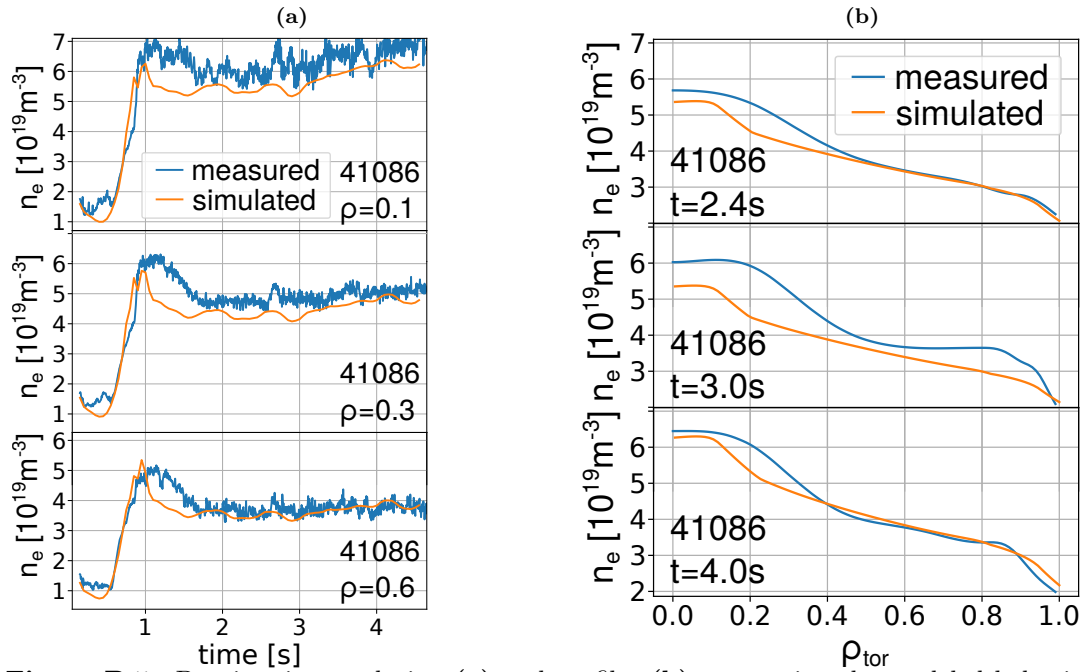 (a)
7
6
5
4
3
2
1
n_e [10^19 m^-3]
measured
simulated
41086
ρ=0.1
6
5
4
3
2
1
n_e [10^19 m^-3]
41086
ρ=0.3
6
5
4
3
2
1
n_e [10^19 m^-3]
41086
ρ=0.6
1
2
3
4
time [s]
(b)
7
6
5
4
3
n_e [10^19 m^-3]
measured
simulated
41086
t=2.4s
6
5
4
3
n_e [10^19 m^-3]
41086
t=3.0s
6
5
4
3
2
n_e [10^19 m^-3]
41086
t=4.0s
0.0
0.2
0.4
0.6
0.8
1.0
ρ_tor